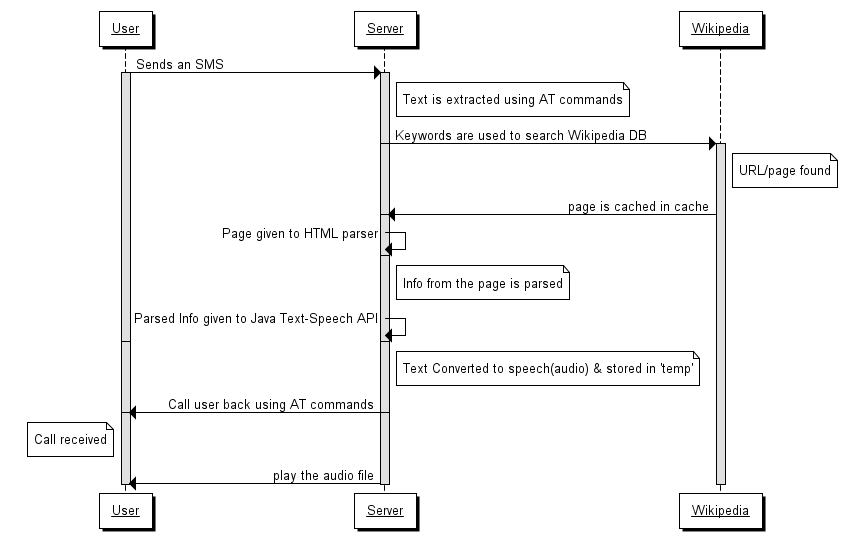 User
Server
Wikipedia
Sends an SMS
Text is extracted using AT commands
Keywords are used to search Wikipedia DB
URL/page found
page is cached in cache
Page given to HTML parser
Info from the page is parsed
Parsed Info given to Java Text-Speech API
Text Converted to speech(audio) & stored in 'temp'
Call user back using AT commands
Call received
play the audio file
User
Server
Wikipedia